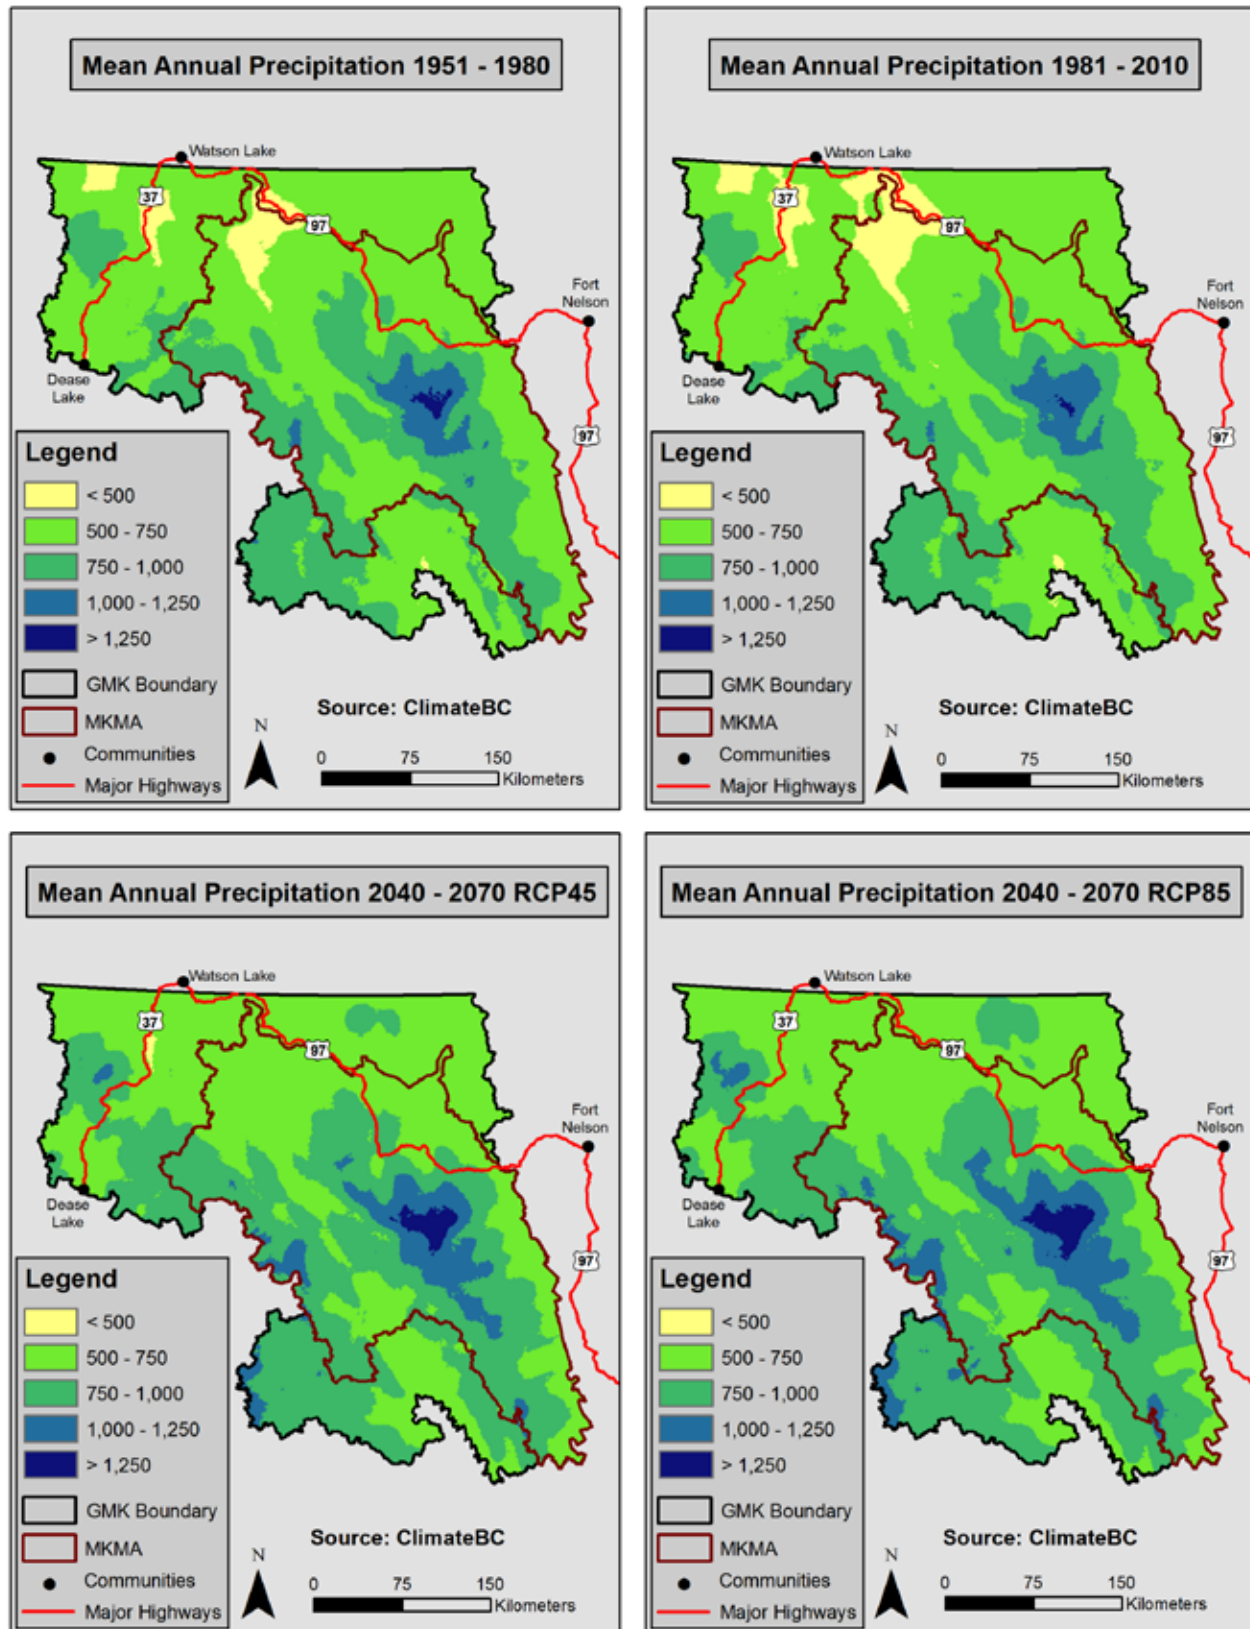 Mean Annual Precipitation 1951 - 1980
Watson Lake
37
97
Fort
Nelson
Dease
Lake
97
Legend
< 500
500 - 750
750 - 1,000
1,000 - 1,250
> 1,250
GMK Boundary
MKMA
Communities
Major Highways
Source: ClimateBC
N
0 75 150
Kilometers
Mean Annual Precipitation 1981 - 2010
Watson Lake
37
97
Fort
Nelson
Dease
Lake
97
Legend
< 500
500 - 750
750 - 1,000
1,000 - 1,250
> 1,250
GMK Boundary
MKMA
Communities
Major Highways
Source: ClimateBC
N
0 75 150
Kilometers
Mean Annual Precipitation 2040 - 2070 RCP45
Watson Lake
37
97
Fort
Nelson
Dease
Lake
97
Legend
< 500
500 - 750
750 - 1,000
1,000 - 1,250
> 1,250
GMK Boundary
MKMA
Communities
Major Highways
Source: ClimateBC
N
0 75 150
Kilometers
Mean Annual Precipitation 2040 - 2070 RCP85
Watson Lake
37
97
Fort
Nelson
Dease
Lake
97
Legend
< 500
500 - 750
750 - 1,000
1,000 - 1,250
> 1,250
GMK Boundary
MKMA
Communities
Major Highways
Source: ClimateBC
N
0 75 150
Kilometers